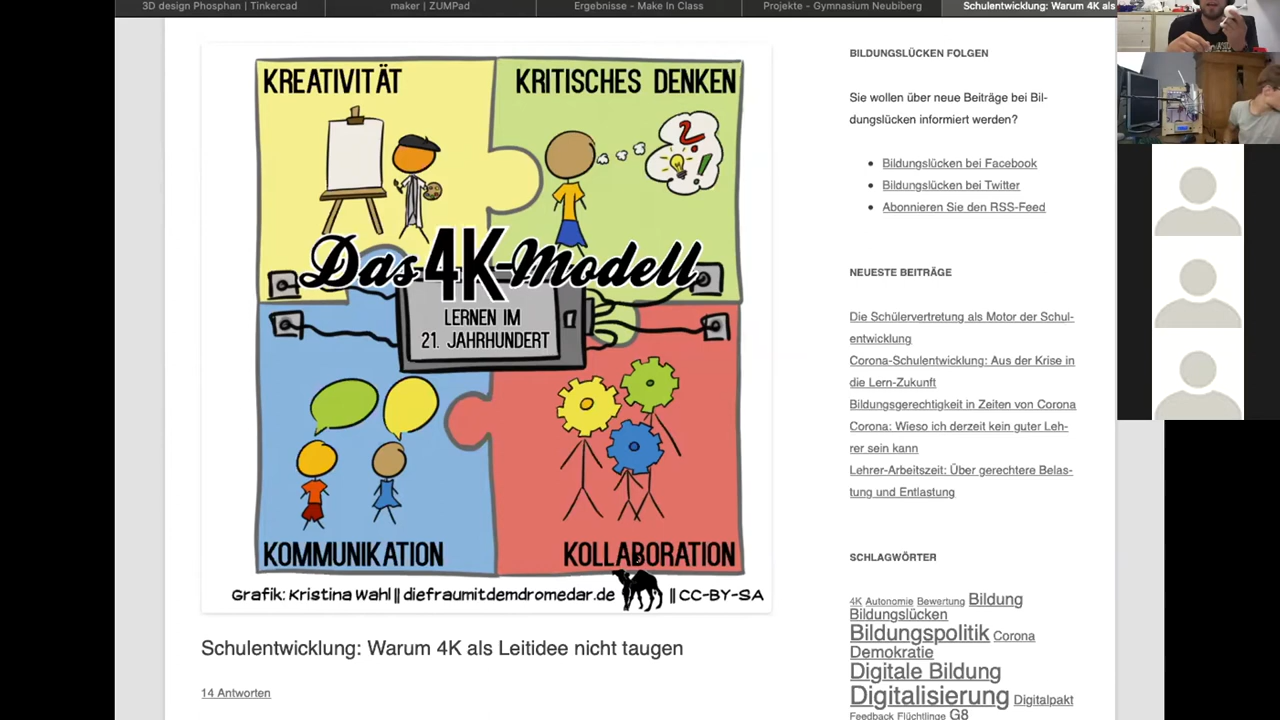 3D design Phosphan | Tinkercad
maker | ZUMPad
Ergebnisse - Make In Class
Projekte - Gymnasium Neubiberg
Schulentwicklung: Warum 4K als
KREATIVITÄT
KRITISCHES DENKEN
Das 4K-Modell
LERNEN IM
21. JAHRHUNDERT
KOMMUNIKATION
KOLLABORATION
Grafik: Kristina Wahl || diefraumitdemdromedar.de || CC-BY-SA
Schulentwicklung: Warum 4K als Leitidee nicht taugen
14 Antworten
BILDUNGSLÜCKEN FOLGEN
Sie wollen über neue Beiträge bei Bil-
dungslücken informiert werden?
Bildungslücken bei Facebook
Bildungslücken bei Twitter
Abonnieren Sie den RSS-Feed
NEUESTE BEITRÄGE
Die Schülervertretung als Motor der Schul-
entwicklung
Corona-Schulentwicklung: Aus der Krise in
die Lern-Zukunft
Bildungsgerechtigkeit in Zeiten von Corona
Corona: Wieso ich derzeit kein guter Leh-
rer sein kann
Lehrer-Arbeitszeit: Über gerechtere Belas-
tung und Entlastung
SCHLAGWÖRTER
4K Autonomie Bewertung Bildung
Bildungslücken
Bildungspolitik Corona
Demokratie
Digitale Bildung
Digitalisierung Digitalpakt
Feedback Flüchtlinge G8